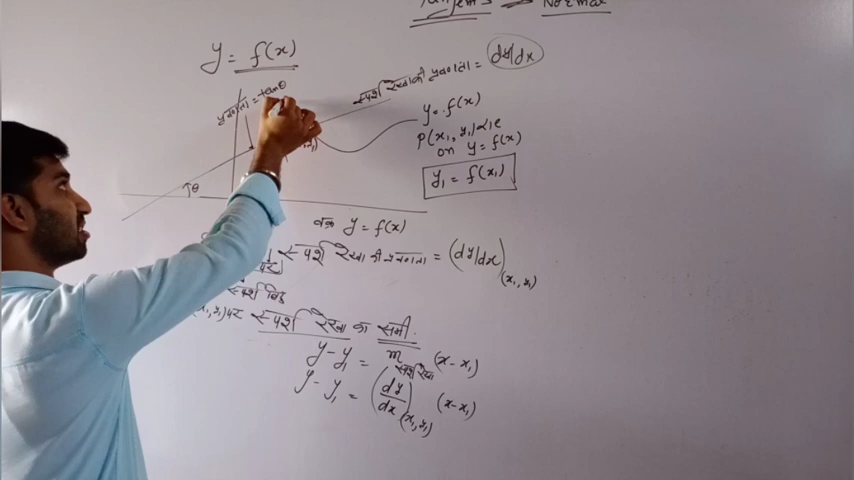 Normal
y = f(x)
स्पर्श रेखा की प्रवणता = dy/dx
प्रवणता = tanθ
y = f(x)
P(x₁, y₁) lie
on y = f(x)
y₁ = f(x₁)
θ
वक्र y = f(x)
स्पर्श रेखा की प्रवणता = (dy/dx)(x₁, y₁)
स्पर्श बिंदु
(x₁, y₁) पर स्पर्श रेखा का समी.
y - y₁ = m स्पर्श रेखा (x - x₁)
y - y₁ = (dy/dx)(x₁, y₁) (x - x₁)